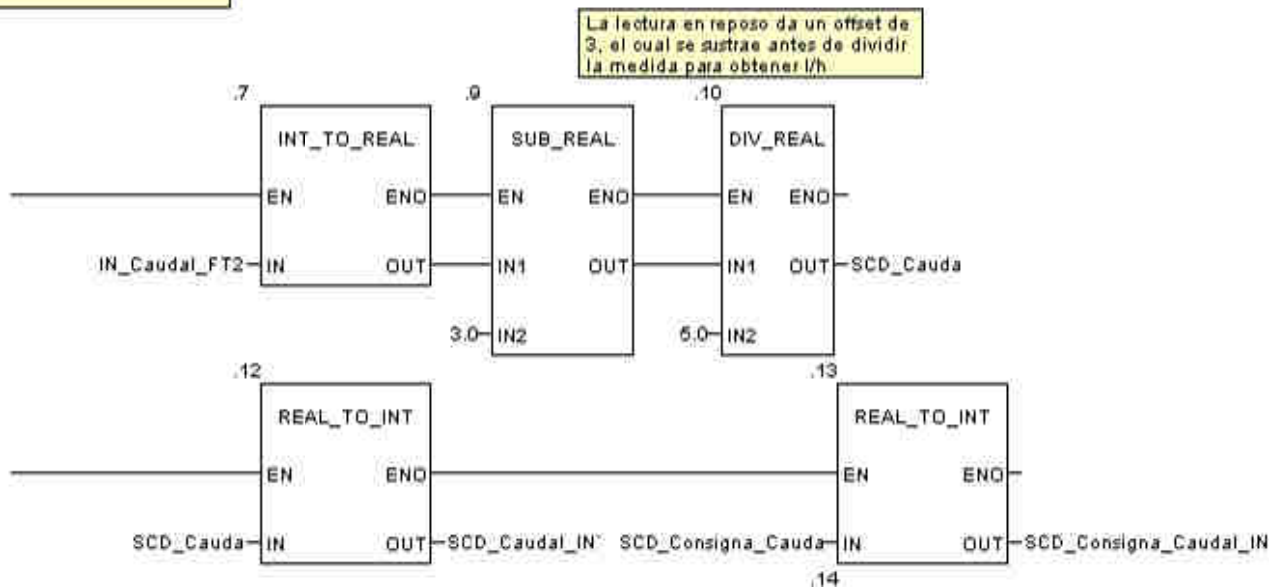 La lectura en reposo da un offset de
3, el cual se sustrae antes de dividir
la medida para obtener l/h
.7
.9
.10
INT_TO_REAL
SUB_REAL
DIV_REAL
EN ENO
EN ENO
EN ENO
IN_Caudal_FT2 IN OUT
IN1 OUT
IN1 OUT SCD_Cauda
3.0 IN2
IN2
.12
.13
REAL_TO_INT
REAL_TO_INT
EN ENO
EN ENO
SCD_Cauda IN OUT SCD_Caudal_IN
SCD_Consigna_Cauda IN OUT SCD_Consigna_Caudal_IN
.14